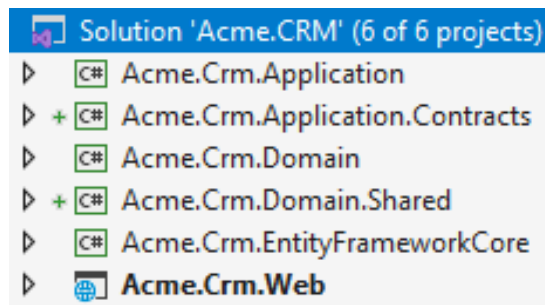 Solution 'Acme.CRM' (6 of 6 projects)
C# Acme.Crm.Application
+ C# Acme.Crm.Application.Contracts
C# Acme.Crm.Domain
+ C# Acme.Crm.Domain.Shared
C# Acme.Crm.EntityFrameworkCore
Acme.Crm.Web